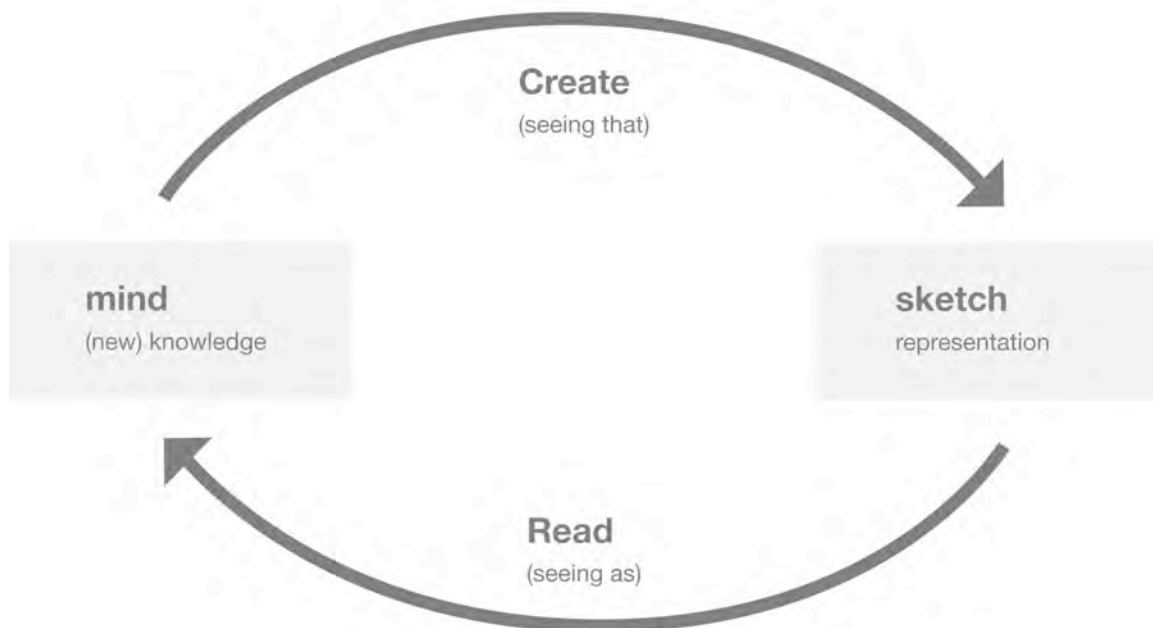 Create
(seeing that)
mind
(new) knowledge
sketch
representation
Read
(seeing as)